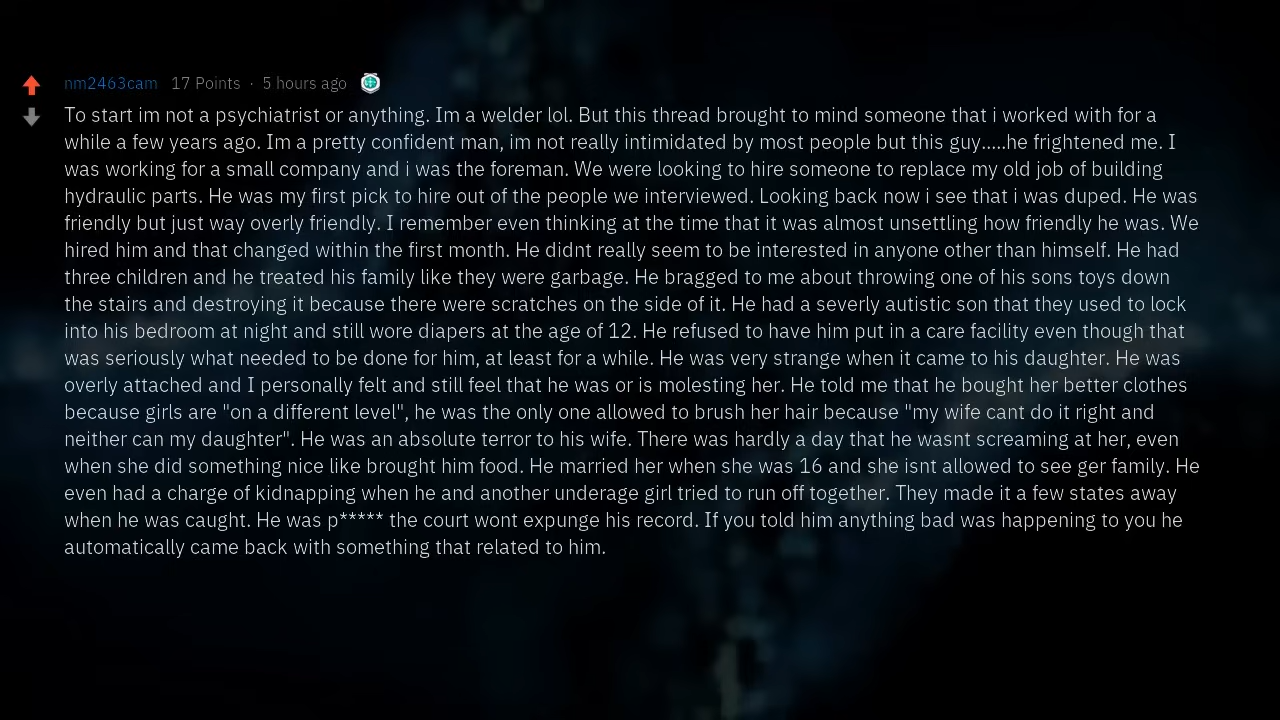 nm2463cam 17 Points · 5 hours ago
To start im not a psychiatrist or anything. Im a welder lol. But this thread brought to mind someone that i worked with for a
while a few years ago. Im a pretty confident man, im not really intimidated by most people but this guy.....he frightened me. I
was working for a small company and i was the foreman. We were looking to hire someone to replace my old job of building
hydraulic parts. He was my first pick to hire out of the people we interviewed. Looking back now i see that i was duped. He was
friendly but just way overly friendly. I remember even thinking at the time that it was almost unsettling how friendly he was. We
hired him and that changed within the first month. He didnt really seem to be interested in anyone other than himself. He had
three children and he treated his family like they were garbage. He bragged to me about throwing one of his sons toys down
the stairs and destroying it because there were scratches on the side of it. He had a severly autistic son that they used to lock
into his bedroom at night and still wore diapers at the age of 12. He refused to have him put in a care facility even though that
was seriously what needed to be done for him, at least for a while. He was very strange when it came to his daughter. He was
overly attached and I personally felt and still feel that he was or is molesting her. He told me that he bought her better clothes
because girls are "on a different level", he was the only one allowed to brush her hair because "my wife cant do it right and
neither can my daughter". He was an absolute terror to his wife. There was hardly a day that he wasnt screaming at her, even
when she did something nice like brought him food. He married her when she was 16 and she isnt allowed to see ger family. He
even had a charge of kidnapping when he and another underage girl tried to run off together. They made it a few states away
when he was caught. He was p***** the court wont expunge his record. If you told him anything bad was happening to you he
automatically came back with something that related to him.